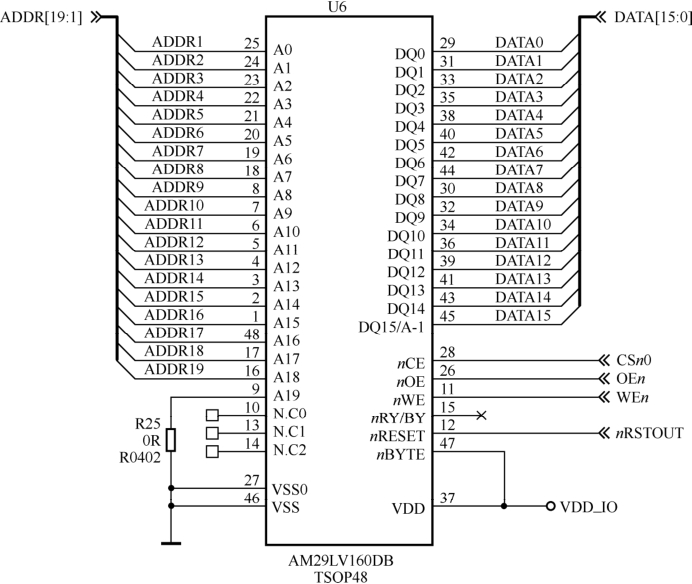 U6
ADDR[19:1] DATA[15:0]
ADDR1 25 A0 DQ0 29 DATA0
ADDR2 24 A1 DQ1 31 DATA1
ADDR3 23 A2 DQ2 33 DATA2
ADDR4 22 A3 DQ3 35 DATA3
ADDR5 21 A4 DQ4 38 DATA4
ADDR6 20 A5 DQ5 40 DATA5
ADDR7 19 A6 DQ6 42 DATA6
ADDR8 18 A7 DQ7 44 DATA7
ADDR9 8 A8 DQ8 30 DATA8
ADDR10 7 A9 DQ9 32 DATA9
ADDR11 6 A10 DQ10 34 DATA10
ADDR12 5 A11 DQ11 36 DATA11
ADDR13 4 A12 DQ12 39 DATA12
ADDR14 3 A13 DQ13 41 DATA13
ADDR15 2 A14 DQ14 43 DATA14
ADDR16 1 A15 DQ15/A-1 45 DATA15
ADDR17 48 A16
ADDR18 17 A17 nCE 28 CSn0
ADDR19 16 A18 nOE 26 OEn
9 A19 nWE 11 WEn
10 N.C0 nRY/BY 15
13 N.C1 nRESET 12 nRSTOUT
14 N.C2 nBYTE 47
R25
0R
R0402
27 VSS0
46 VSS VDD 37 VDD_IO
AM29LV160DB
TSOP48